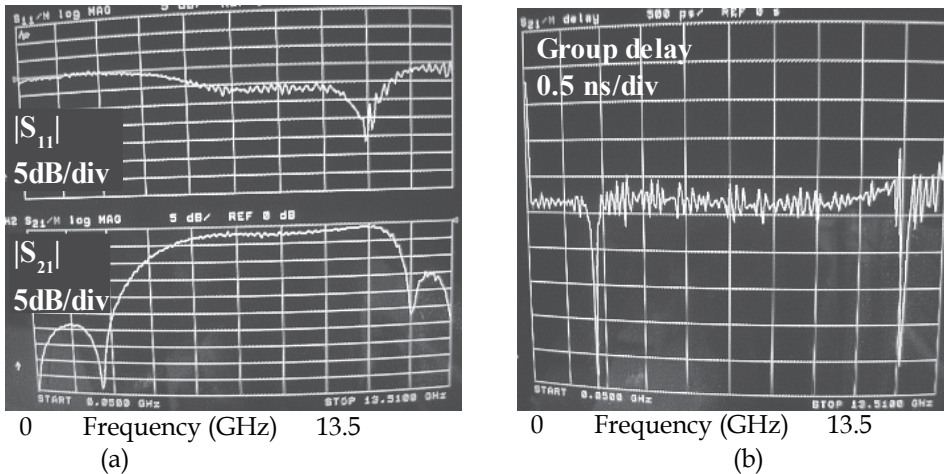 S11/M log MAG 5 dB/ REF 0 dB
|S11|
5dB/div
S21/M log MAG 5 dB/ REF 0 dB
|S21|
5dB/div
START 0.0500 GHz STOP 13.5100 GHz
0 Frequency (GHz) 13.5
(a)
S21/M delay 500 ps/ REF 0 s
Group delay
0.5 ns/div
START 0.0500 GHz STOP 13.5100 GHz
0 Frequency (GHz) 13.5
(b)